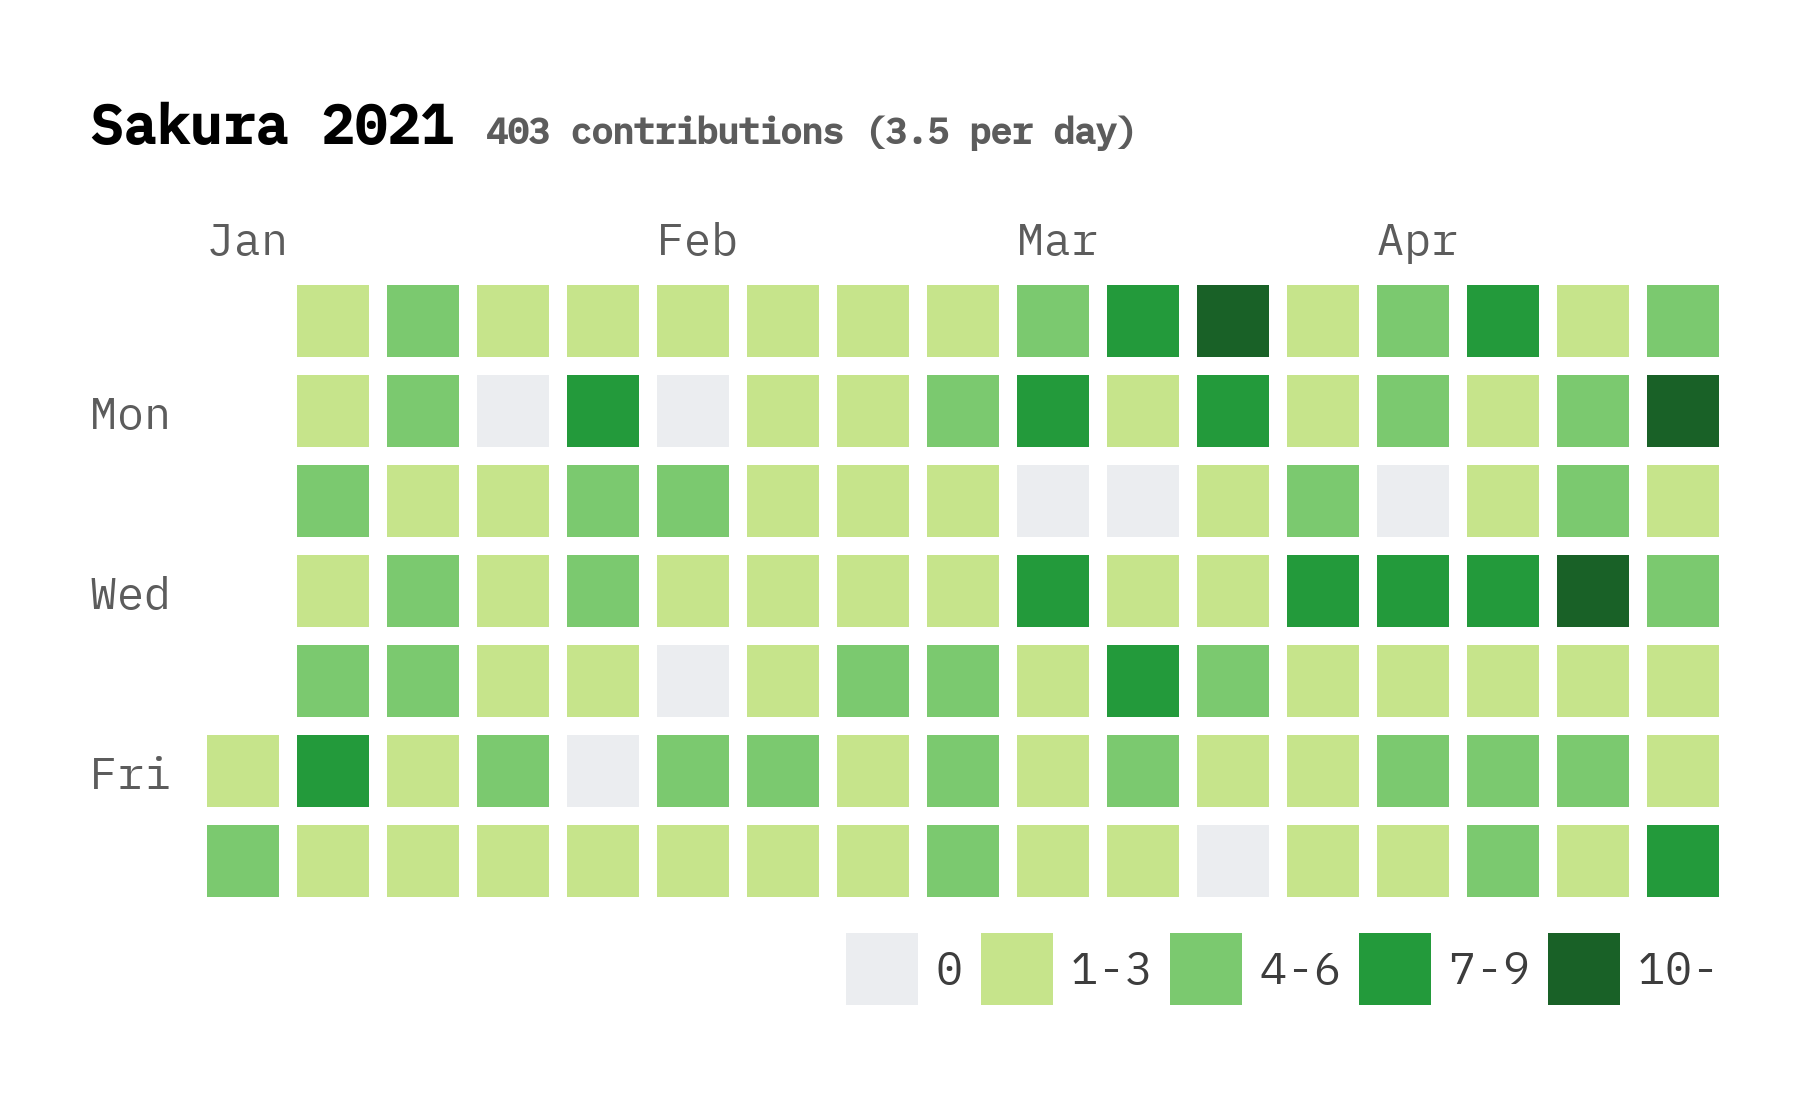 Sakura 2021 403 contributions (3.5 per day)
Jan Feb Mar Apr
Mon
Wed
Fri
0 1-3 4-6 7-9 10-